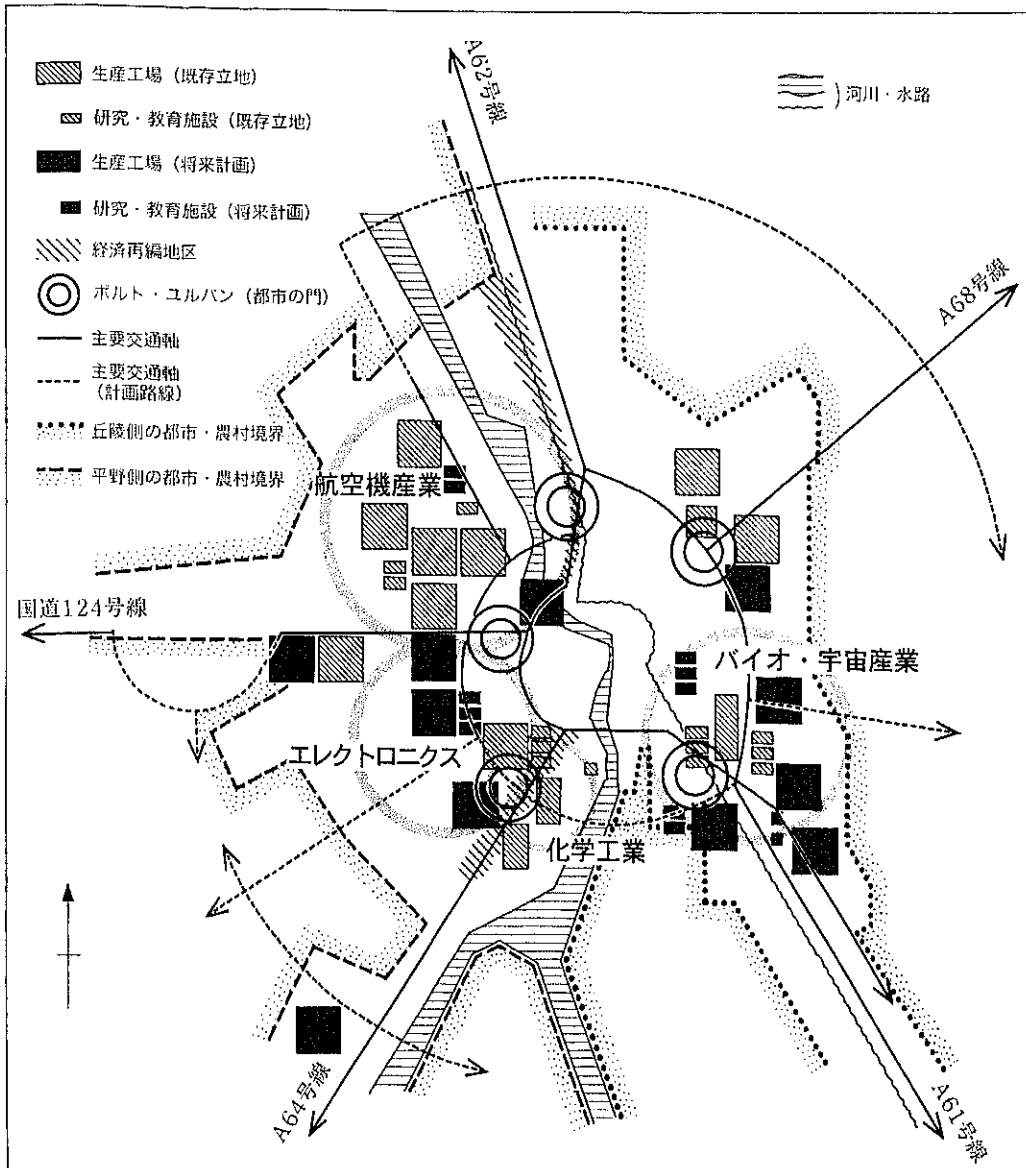 生産工場（既存立地）
研究・教育施設（既存立地）
生産工場（将来計画）
研究・教育施設（将来計画）
経済再編地区
ポルト・ユルバン（都市の門）
主要交通軸
主要交通軸
（計画路線）
丘陵側の都市・農村境界
平野側の都市・農村境界
河川・水路
A62号線
A68号線
航空機産業
国道124号線
バイオ・宇宙産業
エレクトロニクス
化学工業
A64号線
A61号線